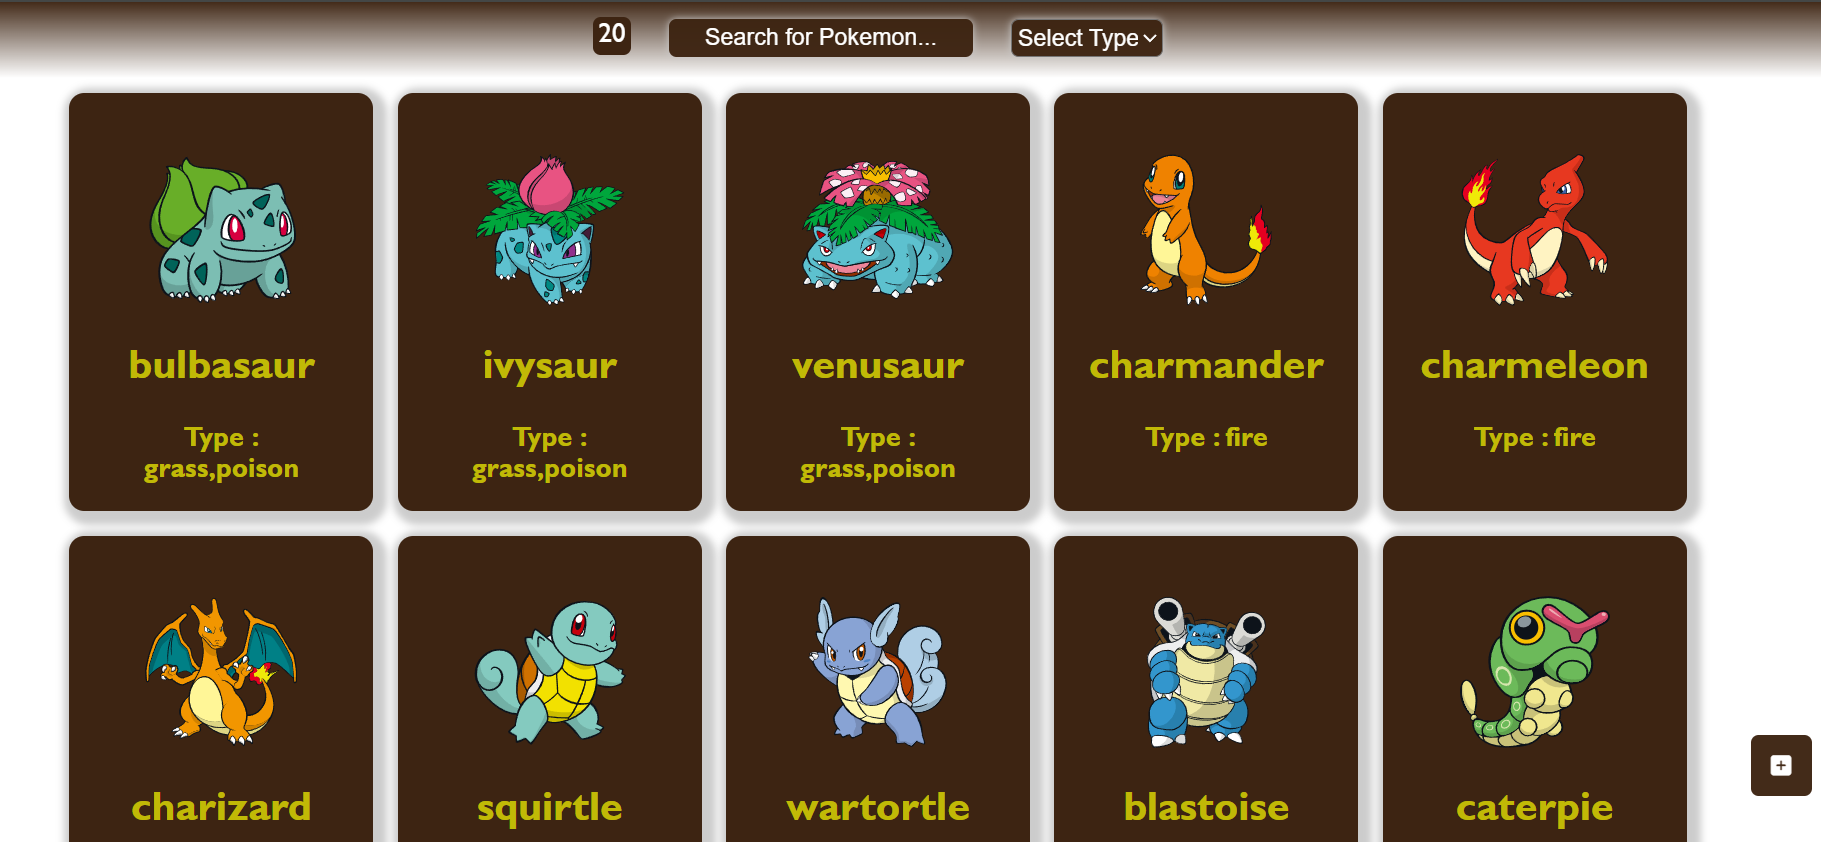 20
Search for Pokemon...
Select Type
bulbasaur
Type :
grass,poison
ivysaur
Type :
grass,poison
venusaur
Type :
grass,poison
charmander
Type : fire
charmeleon
Type : fire
charizard
squirtle
wartortle
blastoise
caterpie
+